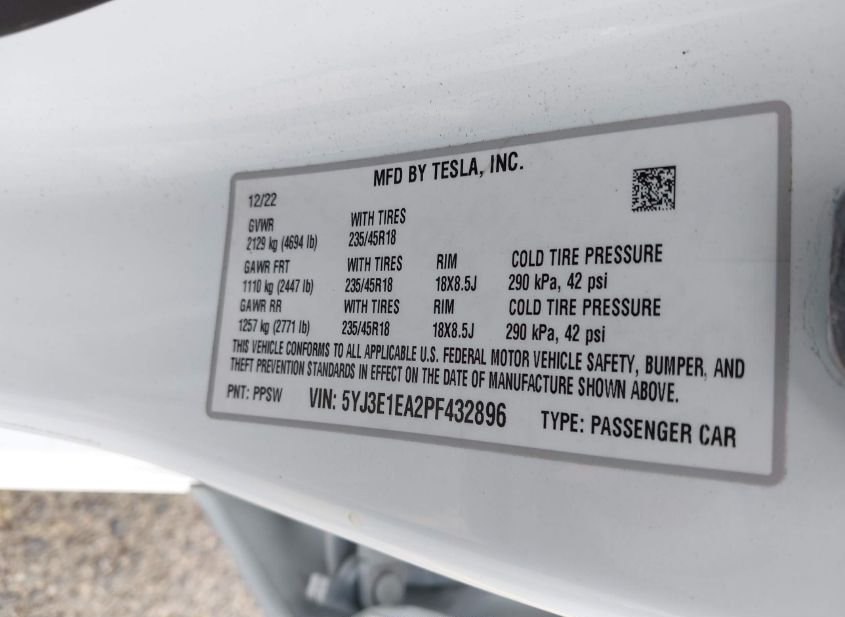 MFD BY TESLA, INC.
12/22
GVWR WITH TIRES
2129 kg (4694 lb) 235/45R18
GAWR FRT WITH TIRES RIM COLD TIRE PRESSURE
1110 kg (2447 lb) 235/45R18 18X8.5J 290 kPa, 42 psi
GAWR RR WITH TIRES RIM COLD TIRE PRESSURE
1257 kg (2771 lb) 235/45R18 18X8.5J 290 kPa, 42 psi
THIS VEHICLE CONFORMS TO ALL APPLICABLE U.S. FEDERAL MOTOR VEHICLE SAFETY, BUMPER, AND
THEFT PREVENTION STANDARDS IN EFFECT ON THE DATE OF MANUFACTURE SHOWN ABOVE.
PNT: PPSW VIN: 5YJ3E1EA2PF432896 TYPE: PASSENGER CAR